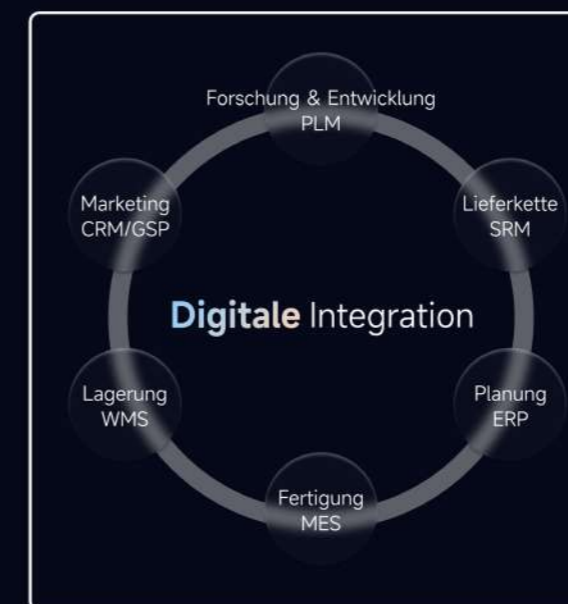 Forschung & Entwicklung
PLM
Marketing
CRM/GSP
Lieferkette
SRM
Digitale Integration
Lagerung
WMS
Planung
ERP
Fertigung
MES